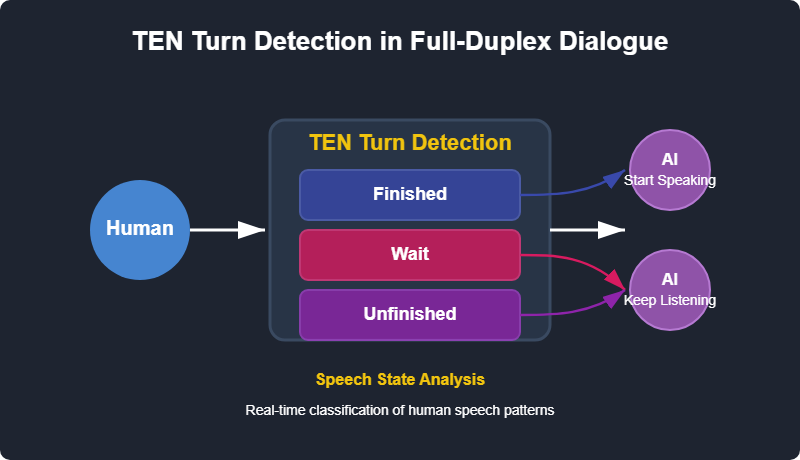 TEN Turn Detection in Full-Duplex Dialogue
TEN Turn Detection
Human
Finished
Wait
Unfinished
AI
Start Speaking
AI
Keep Listening
Speech State Analysis
Real-time classification of human speech patterns